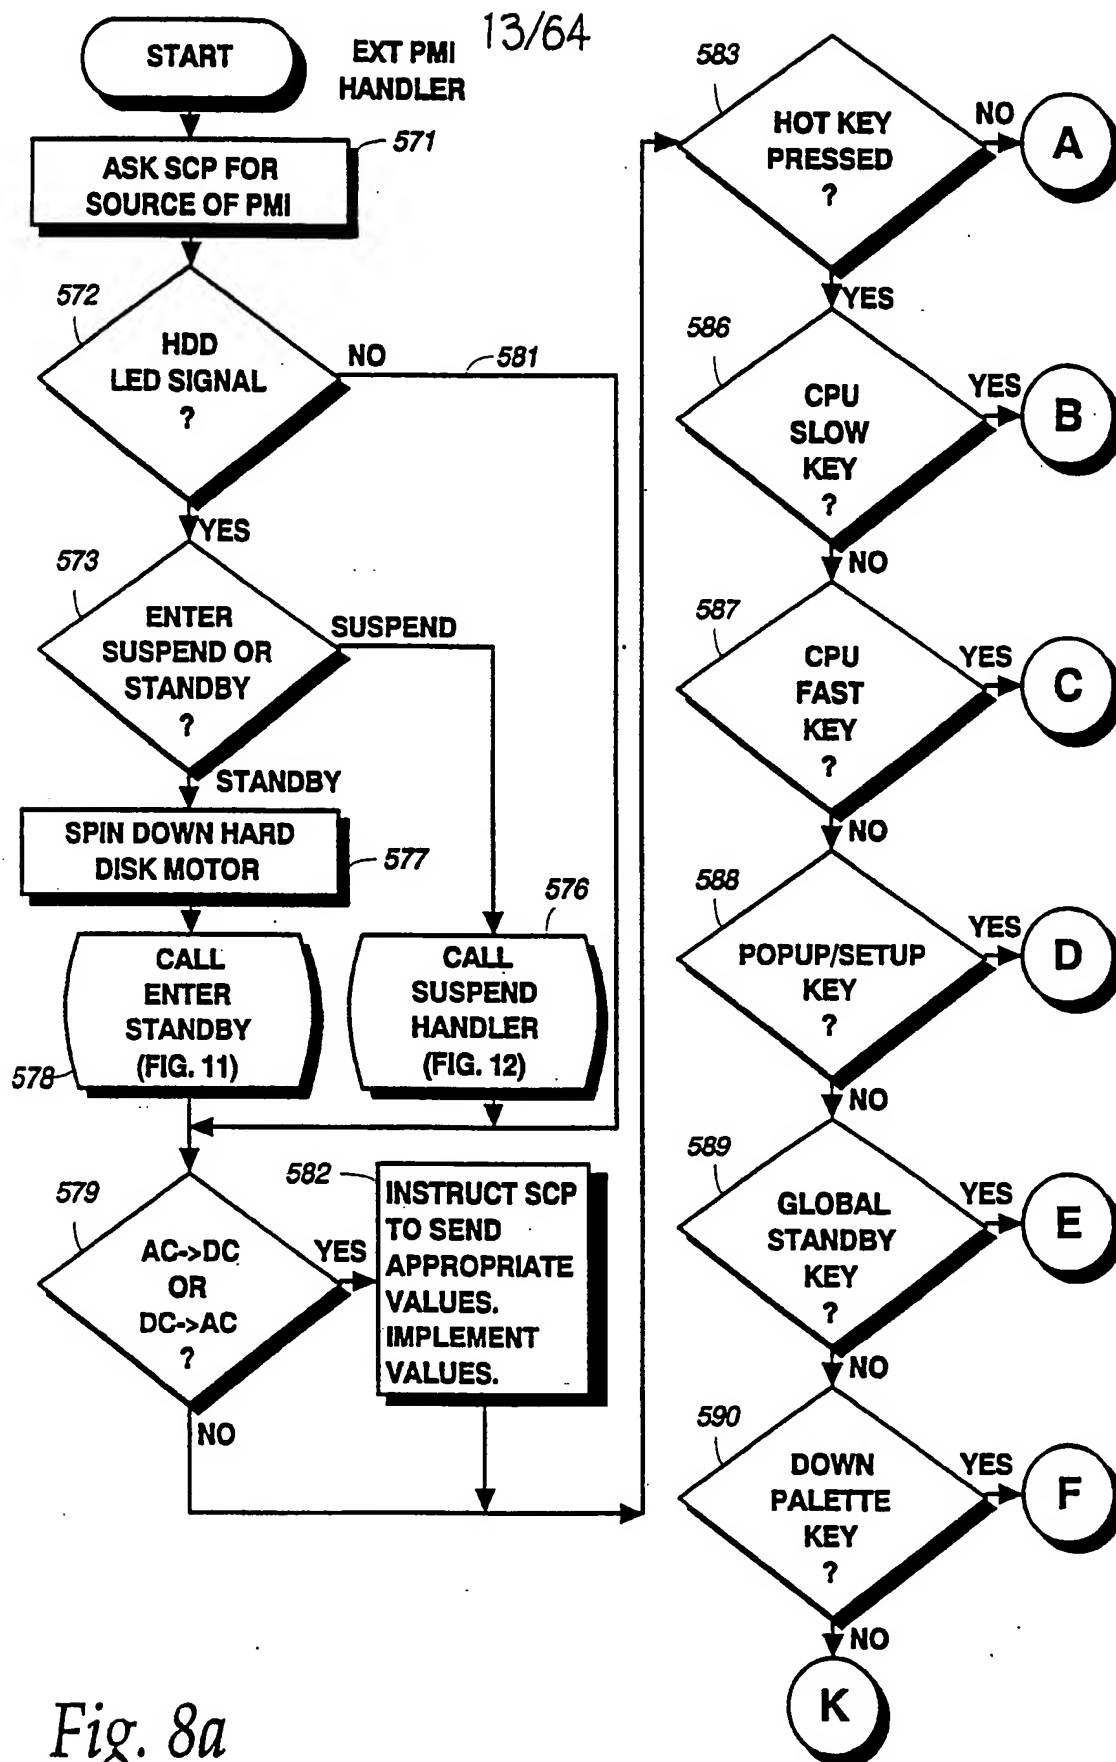 13/64
START
EXT PMI
HANDLER
571
ASK SCP FOR
SOURCE OF PMI
572
HDD
LED SIGNAL
?
NO
581
YES
573
ENTER
SUSPEND OR
STANDBY
?
SUSPEND
STANDBY
SPIN DOWN HARD
DISK MOTOR
577
576
CALL
ENTER
STANDBY
(FIG. 11)
578
CALL
SUSPEND
HANDLER
(FIG. 12)
579
AC->DC
OR
DC->AC
?
YES
582
INSTRUCT SCP
TO SEND
APPROPRIATE
VALUES.
IMPLEMENT
VALUES.
NO
583
HOT KEY
PRESSED
?
NO
A
YES
586
CPU
SLOW
KEY
?
YES
B
NO
587
CPU
FAST
KEY
?
YES
C
NO
588
POPUP/SETUP
KEY
?
YES
D
NO
589
GLOBAL
STANDBY
KEY
?
YES
E
NO
590
DOWN
PALETTE
KEY
?
YES
F
NO
K
Fig. 8a